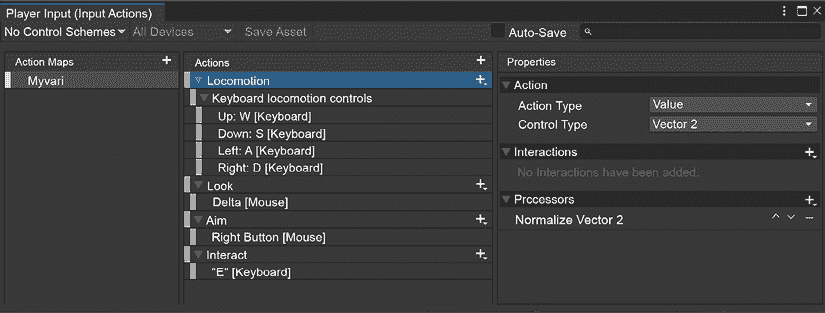 Player Input (Input Actions)
No Control Schemes All Devices Save Asset Auto-Save
Action Maps
Myvari
Actions
Locomotion
Keyboard locomotion controls
Up: W [Keyboard]
Down: S [Keyboard]
Left: A [Keyboard]
Right: D [Keyboard]
Look
Delta [Mouse]
Aim
Right Button [Mouse]
Interact
"E" [Keyboard]
Properties
Action
Action Type Value
Control Type Vector 2
Interactions
No Interactions have been added.
Prccessors
Normalize Vector 2